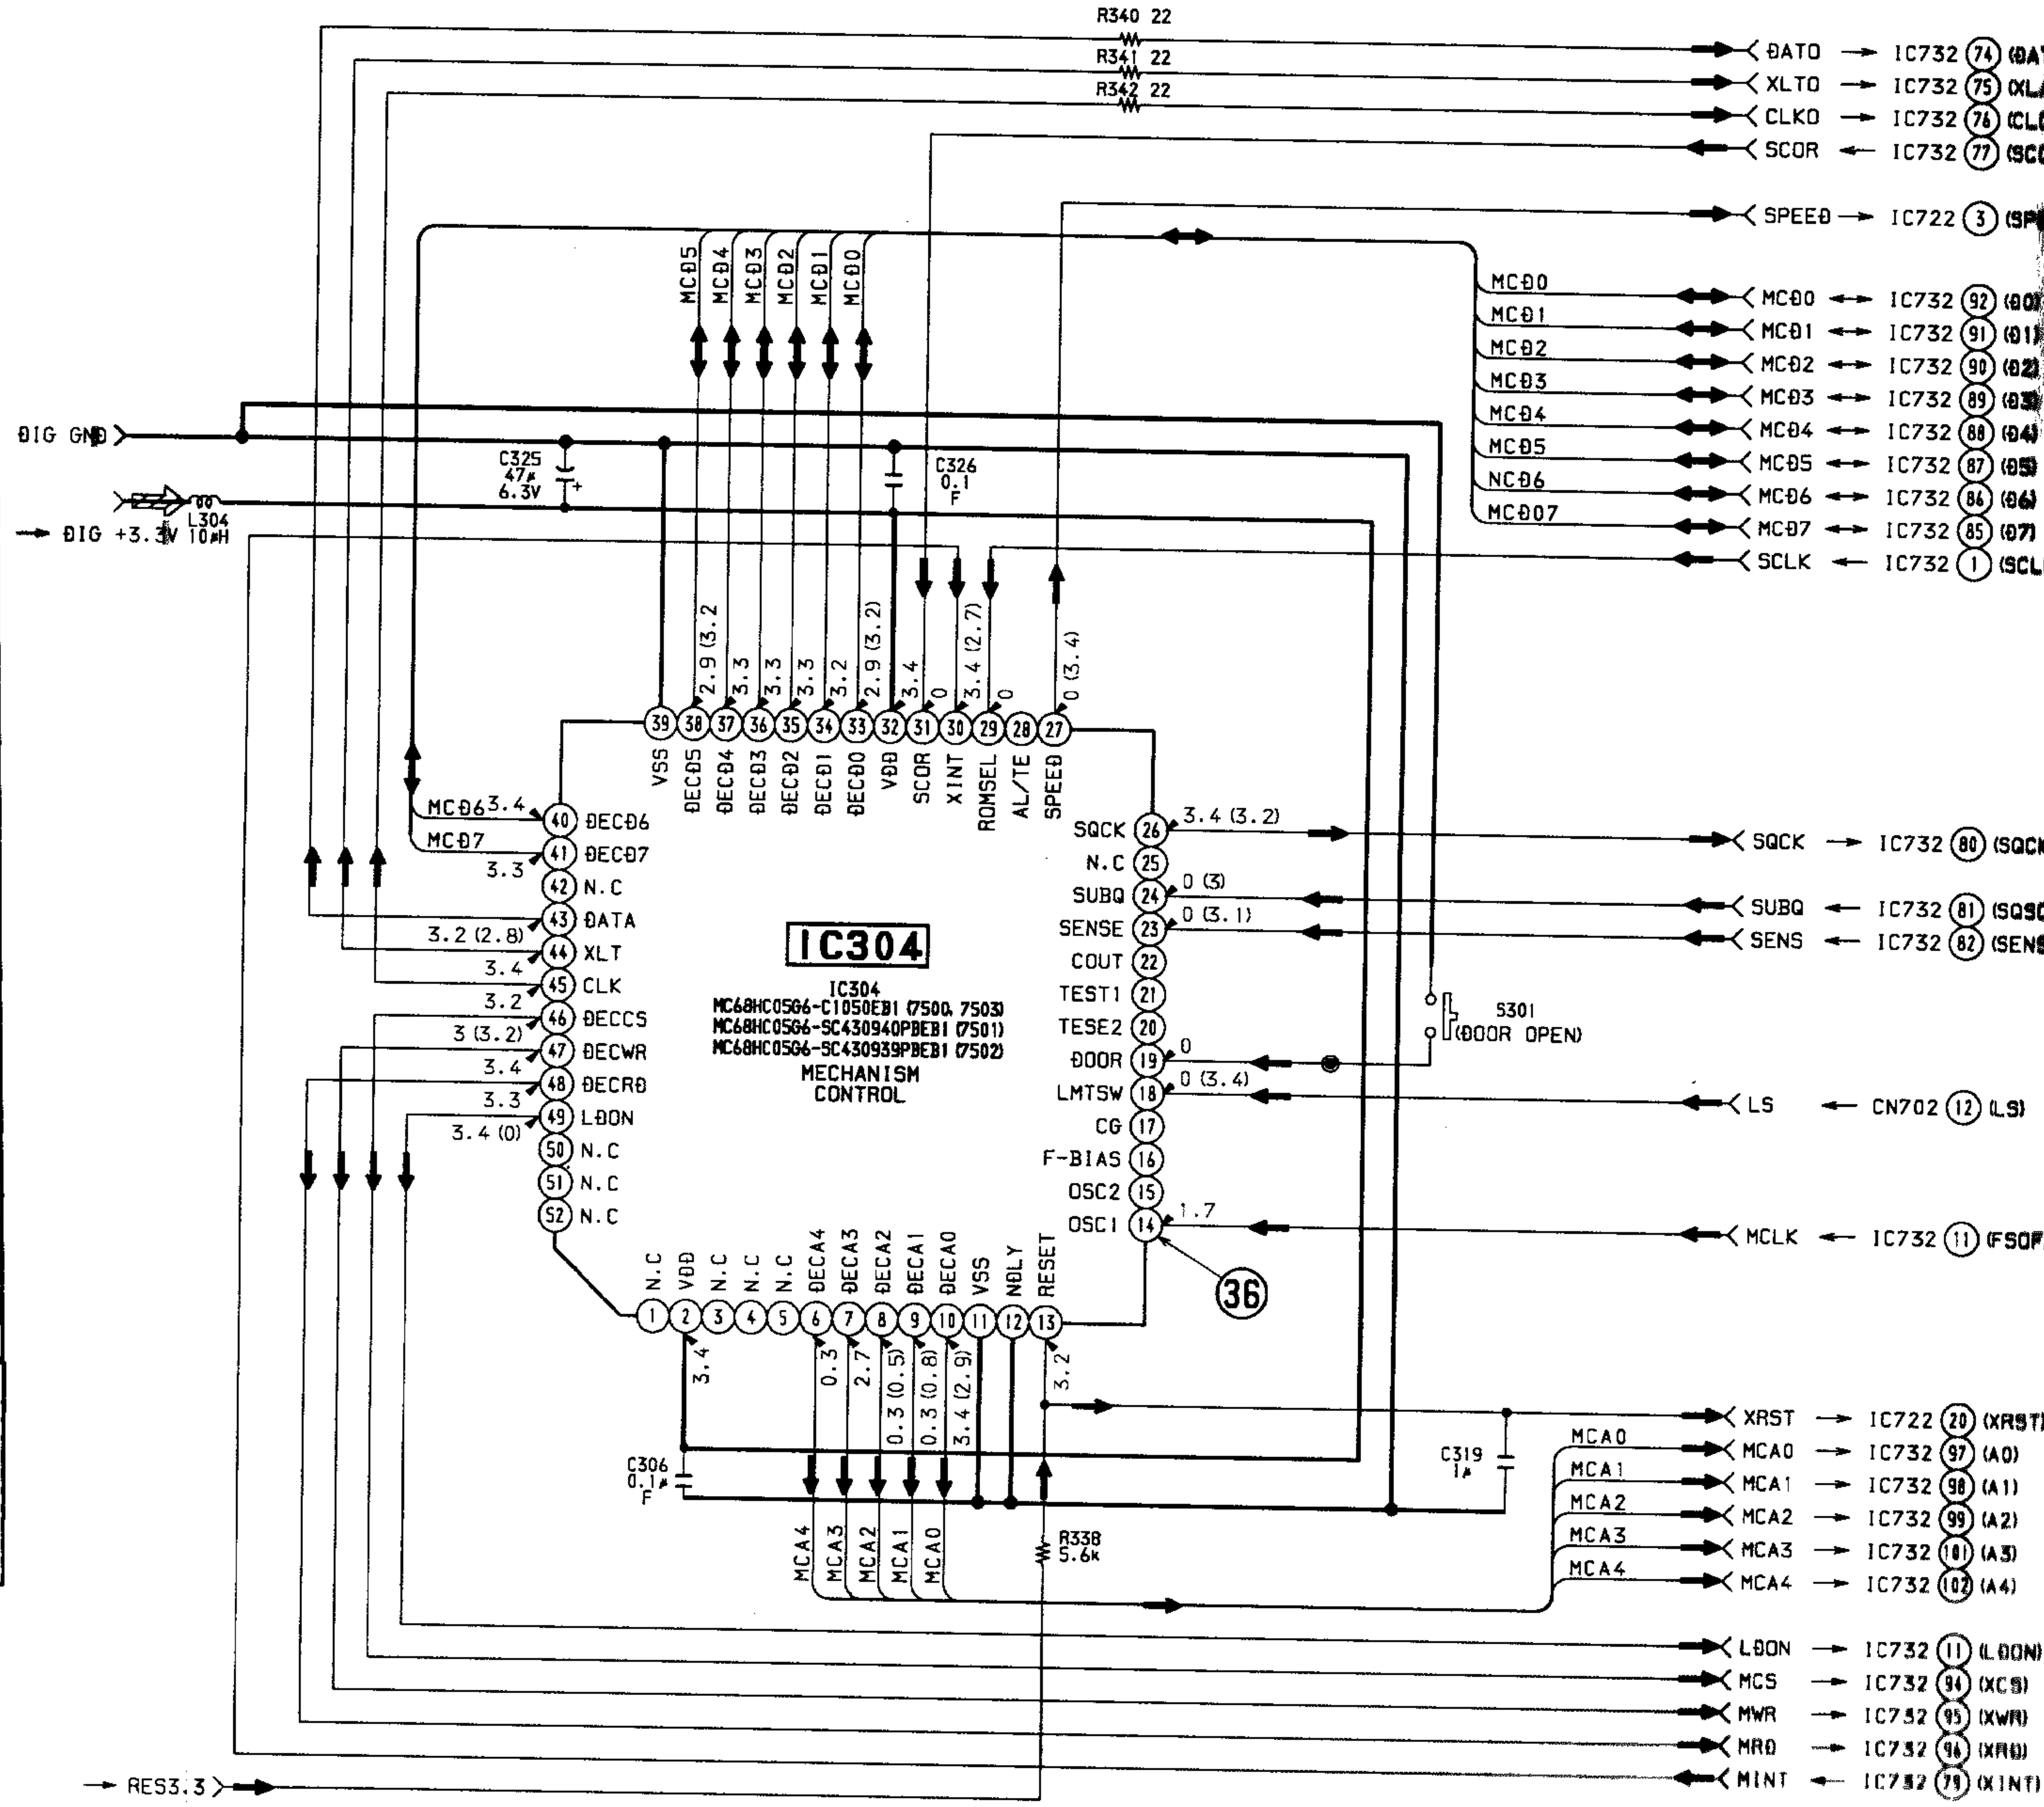 R340 22
R341 22
R342 22
DATO → IC732 74
XLTO → IC732 75
CLKO → IC732 76
SCOR ← IC732 77
SPEED → IC722 3
MCD5
MCD4
MCD3
MCD2
MCD1
MCD0
MCD0
MCD0 ↔ IC732 92 (D0)
MCD1
MCD1 ↔ IC732 91 (D1)
MCD2
MCD2 ↔ IC732 90 (D2)
MCD3
MCD3 ↔ IC732 89 (D3)
MCD4
MCD4 ↔ IC732 88 (D4)
MCD5
MCD5 ↔ IC732 87 (D5)
NCD6
MCD6 ↔ IC732 86 (D6)
MCD07
MCD7 ↔ IC732 85 (D7)
SCLK ← IC732 1
DIG GND
C325
47µ
6.3V
+
C326
0.1
F
L304
→ DIG +3.3V 10µH
2.9 (3.2
3.3
3.3
3.3
3.2
2.9 (3.2)
3.4
0
3.4 (2.7)
0
0 (3.4)
39 38 37 36 35 34 33 32 31 30 29 28 27
VSS
DECD5
DECD4
DECD3
DECD2
DECD1
DECD0
VDD
SCOR
XINT
ROMSEL
AL/TE
SPEED
MCD6 3.4 40 DECD6
MCD7 41 DECD7
3.3
42 N.C
43 DATA
3.2 (2.8)
44 XLT
3.4
45 CLK
3.2
46 DECCS
3 (3.2)
47 DECWR
3.4
48 DECRD
3.3
49 LDON
3.4 (0)
50 N.C
51 N.C
52 N.C
IC304
IC304
MC68HC05G6-C1050EB1 (7500, 7503)
MC68HC05G6-SC430940PBEB1 (7501)
MC68HC05G6-SC430939PBEB1 (7502)
MECHANISM
CONTROL
SQCK 26 3.4 (3.2)
SQCK → IC732 80
N.C 25
SUBQ 24 0 (3)
SUBQ ← IC732 81
SENSE 23 0 (3.1)
SENS ← IC732 82
COUT 22
TEST1 21
TESE2 20
DOOR 19 0
S301
(DOOR OPEN)
LMTSW 18 0 (3.4)
LS ← CN702 12 (LS)
CG 17
F-BIAS 16
OSC2 15
OSC1 14 1.7
MCLK ← IC732 11
36
N.C
VDD
N.C
N.C
N.C
DECA4
DECA3
DECA2
DECA1
DECA0
VSS
NDLY
RESET
1 2 3 4 5 6 7 8 9 10 11 12 13
3.4
0.3
2.7
0.3 (0.5)
0.3 (0.8)
3.4 (2.9)
3.2
C306
0.1µ
F
C319
1µ
R338
5.6k
MCA4
MCA3
MCA2
MCA1
MCA0
XRST → IC722 20 (XRST)
MCA0
MCA0 → IC732 97 (A0)
MCA1
MCA1 → IC732 98 (A1)
MCA2
MCA2 → IC732 99 (A2)
MCA3
MCA3 → IC732 101 (A3)
MCA4
MCA4 → IC732 102 (A4)
LDON → IC732 11 (LDON)
MCS → IC732 94 (XCS)
MWR → IC732 95 (XWR)
MRD → IC732 96 (XRD)
MINT ← IC732 79 (XINT)
→ RES3.3